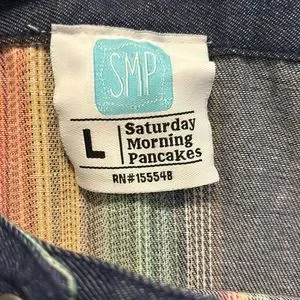 SMP
L
Saturday
Morning
Pancakes
RN#155548